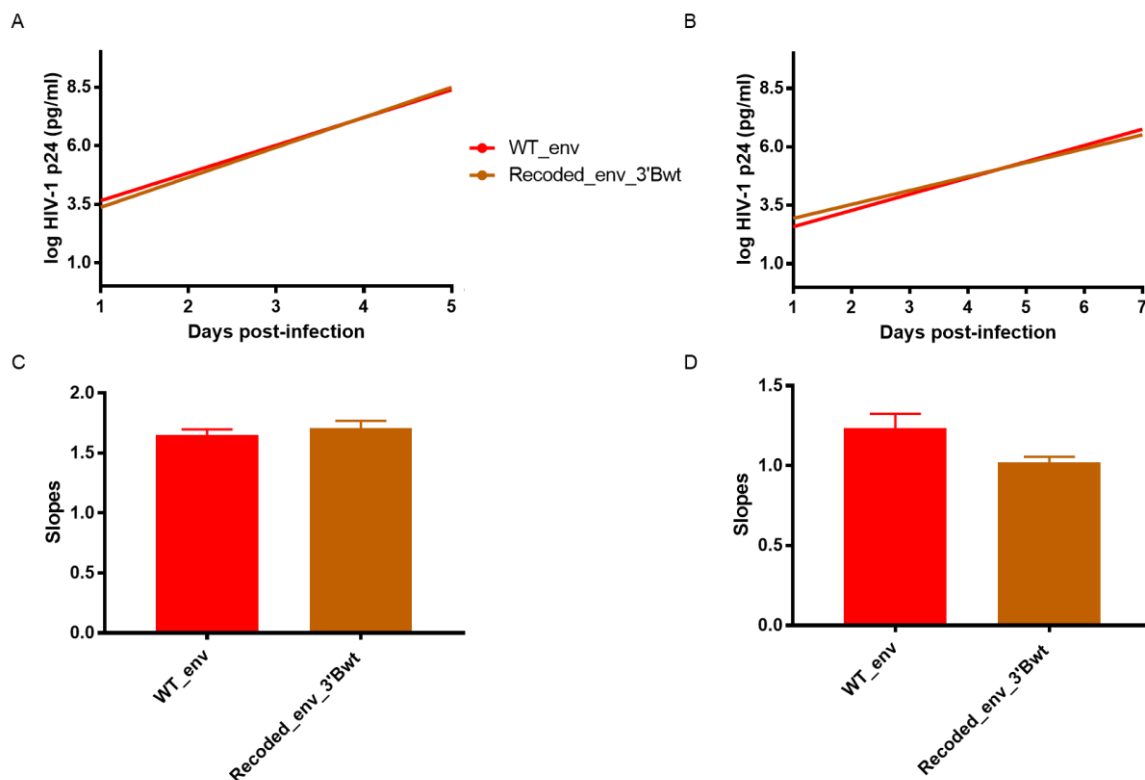 A
log HIV-1 p24 (pg/ml)
8.5
6.0
3.5
1.0
1 2 3 4 5
Days post-infection
WT_env
Recoded_env_3'Bwt
B
log HIV-1 p24 (pg/ml)
8.5
6.0
3.5
1.0
1 2 3 4 5 6 7
Days post-infection
C
Slopes
2.0
1.5
1.0
0.5
0.0
WT_env
Recoded_env_3'Bwt
D
Slopes
1.5
1.0
0.5
0.0
WT_env
Recoded_env_3'Bwt